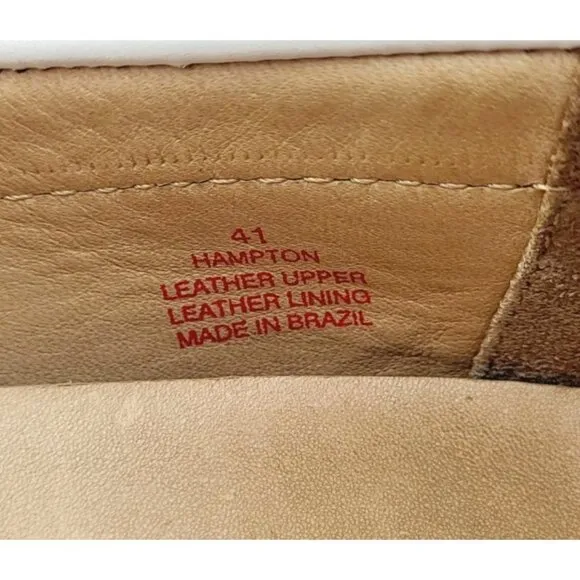 41
HAMPTON
LEATHER UPPER
LEATHER LINING
MADE IN BRAZIL